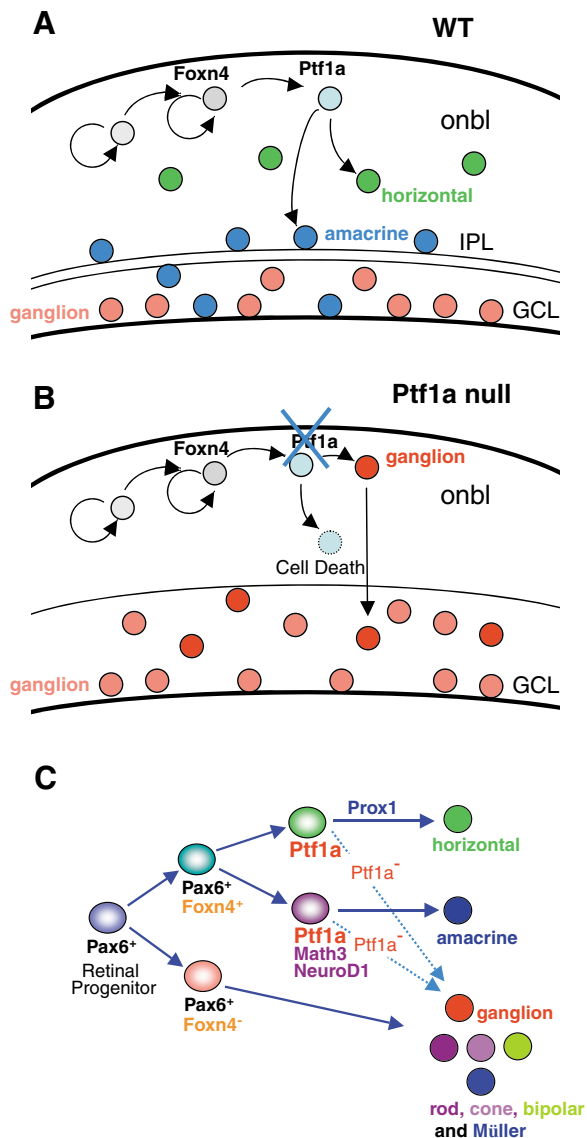 A
WT
Foxn4
Ptf1a
onbl
horizontal
amacrine
IPL
ganglion
GCL
B
Ptf1a null
Foxn4
Ptf1a
ganglion
onbl
Cell Death
ganglion
GCL
C
Prox1
Ptf1a
horizontal
Ptf1a⁻
Pax6⁺
Foxn4⁺
Ptf1a
Math3
NeuroD1
Ptf1a⁻
amacrine
Pax6⁺
Retinal
Progenitor
Pax6⁺
Foxn4⁻
ganglion
rod, cone, bipolar
and Müller